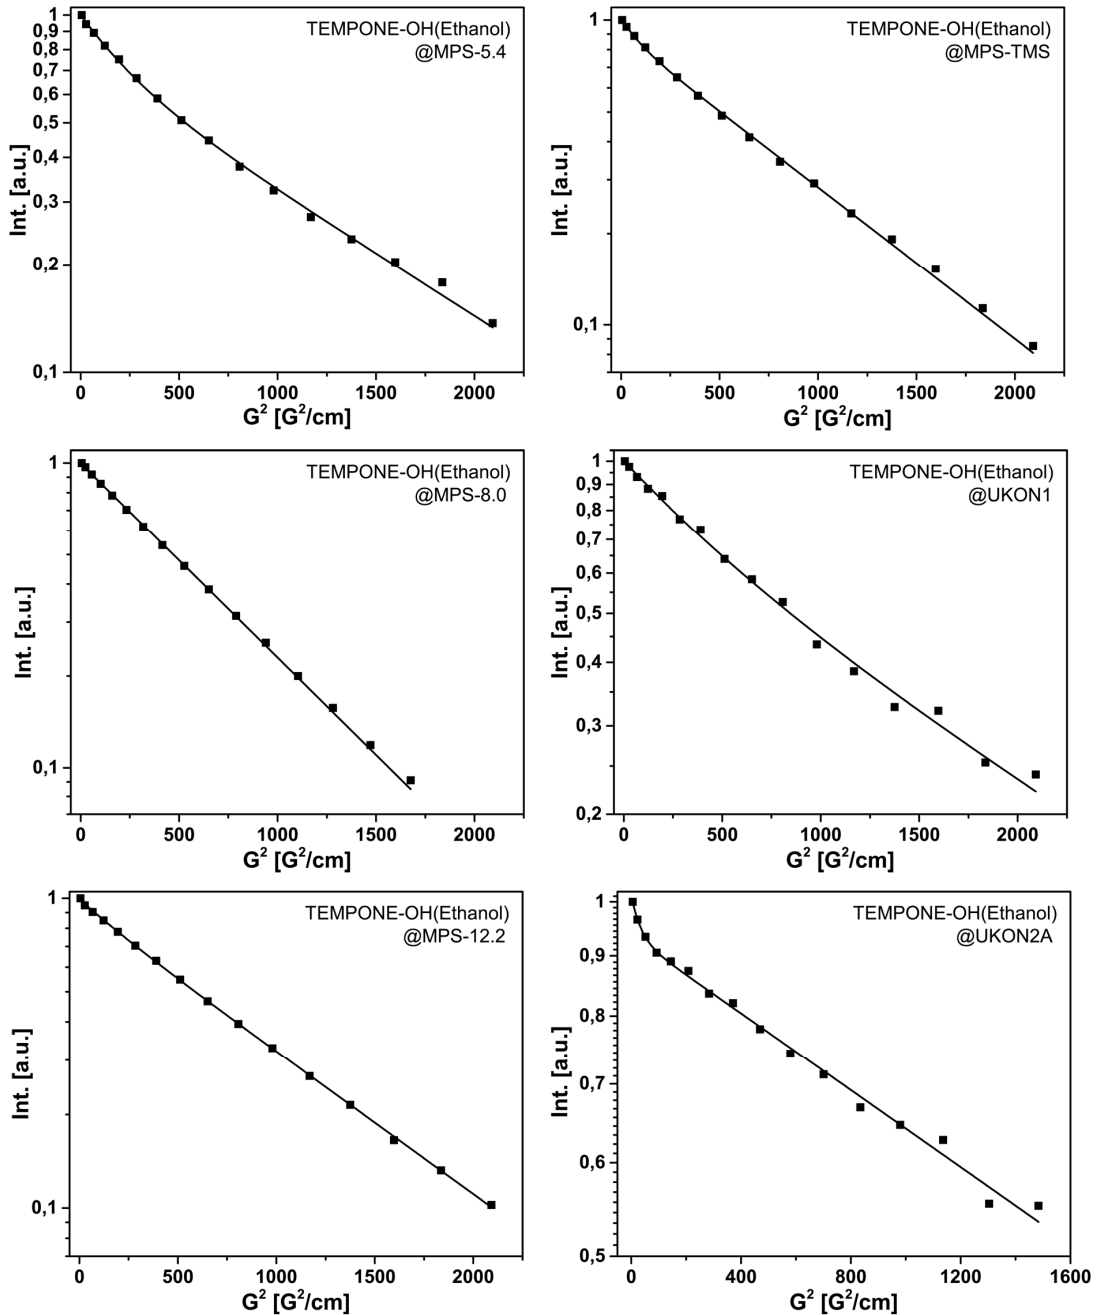 TEMPONE-OH(Ethanol)
@MPS-5.4
1
0,9
0,8
0,7
0,6
0,5
0,4
0,3
0,2
0,1
Int. [a.u.]
0 500 1000 1500 2000
G² [G²/cm]
TEMPONE-OH(Ethanol)
@MPS-TMS
1
0,1
Int. [a.u.]
0 500 1000 1500 2000
G² [G²/cm]
TEMPONE-OH(Ethanol)
@MPS-8.0
1
0,1
Int. [a.u.]
0 500 1000 1500 2000
G² [G²/cm]
TEMPONE-OH(Ethanol)
@UKON1
1
0,9
0,8
0,7
0,6
0,5
0,4
0,3
0,2
Int. [a.u.]
0 500 1000 1500 2000
G² [G²/cm]
TEMPONE-OH(Ethanol)
@MPS-12.2
1
0,1
Int. [a.u.]
0 500 1000 1500 2000
G² [G²/cm]
TEMPONE-OH(Ethanol)
@UKON2A
1
0,9
0,8
0,7
0,6
0,5
Int. [a.u.]
0 400 800 1200 1600
G² [G²/cm]